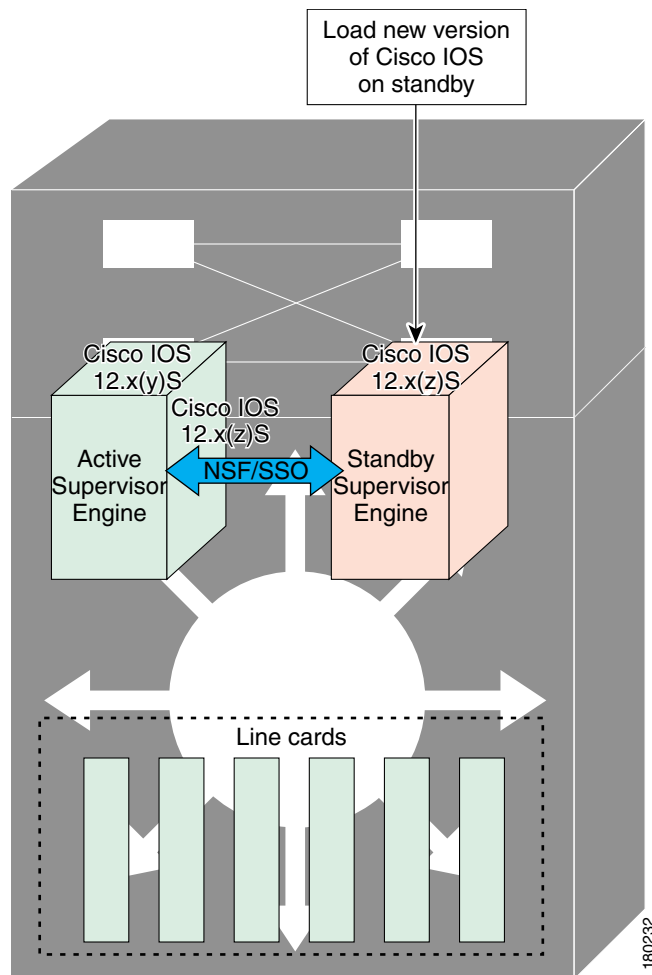 Load new version
of Cisco IOS
on standby
Cisco IOS
12.x(y)S
Cisco IOS
12.x(z)S
Cisco IOS
12.x(z)S
Active
Supervisor
Engine
NSF/SSO
Standby
Supervisor
Engine
Line cards
180232